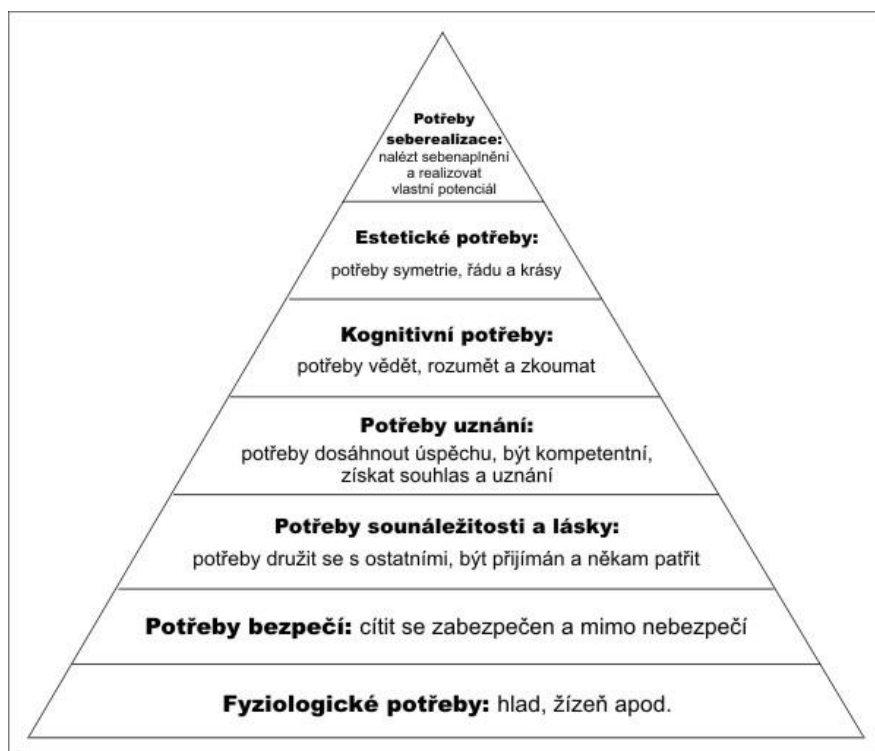 Potřeby
seberealizace:
nalézt sebenaplnění
a realizovat
vlastní potenciál
Estetické potřeby:
potřeby symetrie, řádu a krásy
Kognitivní potřeby:
potřeby vědět, rozumět a zkoumat
Potřeby uznání:
potřeby dosáhnout úspěchu, být kompetentní,
získat souhlas a uznání
Potřeby sounáležitosti a lásky:
potřeby družit se s ostatními, být přijímán a někam patřit
Potřeby bezpečí: cítit se zabezpečen a mimo nebezpečí
Fyziologické potřeby: hlad, žízeň apod.